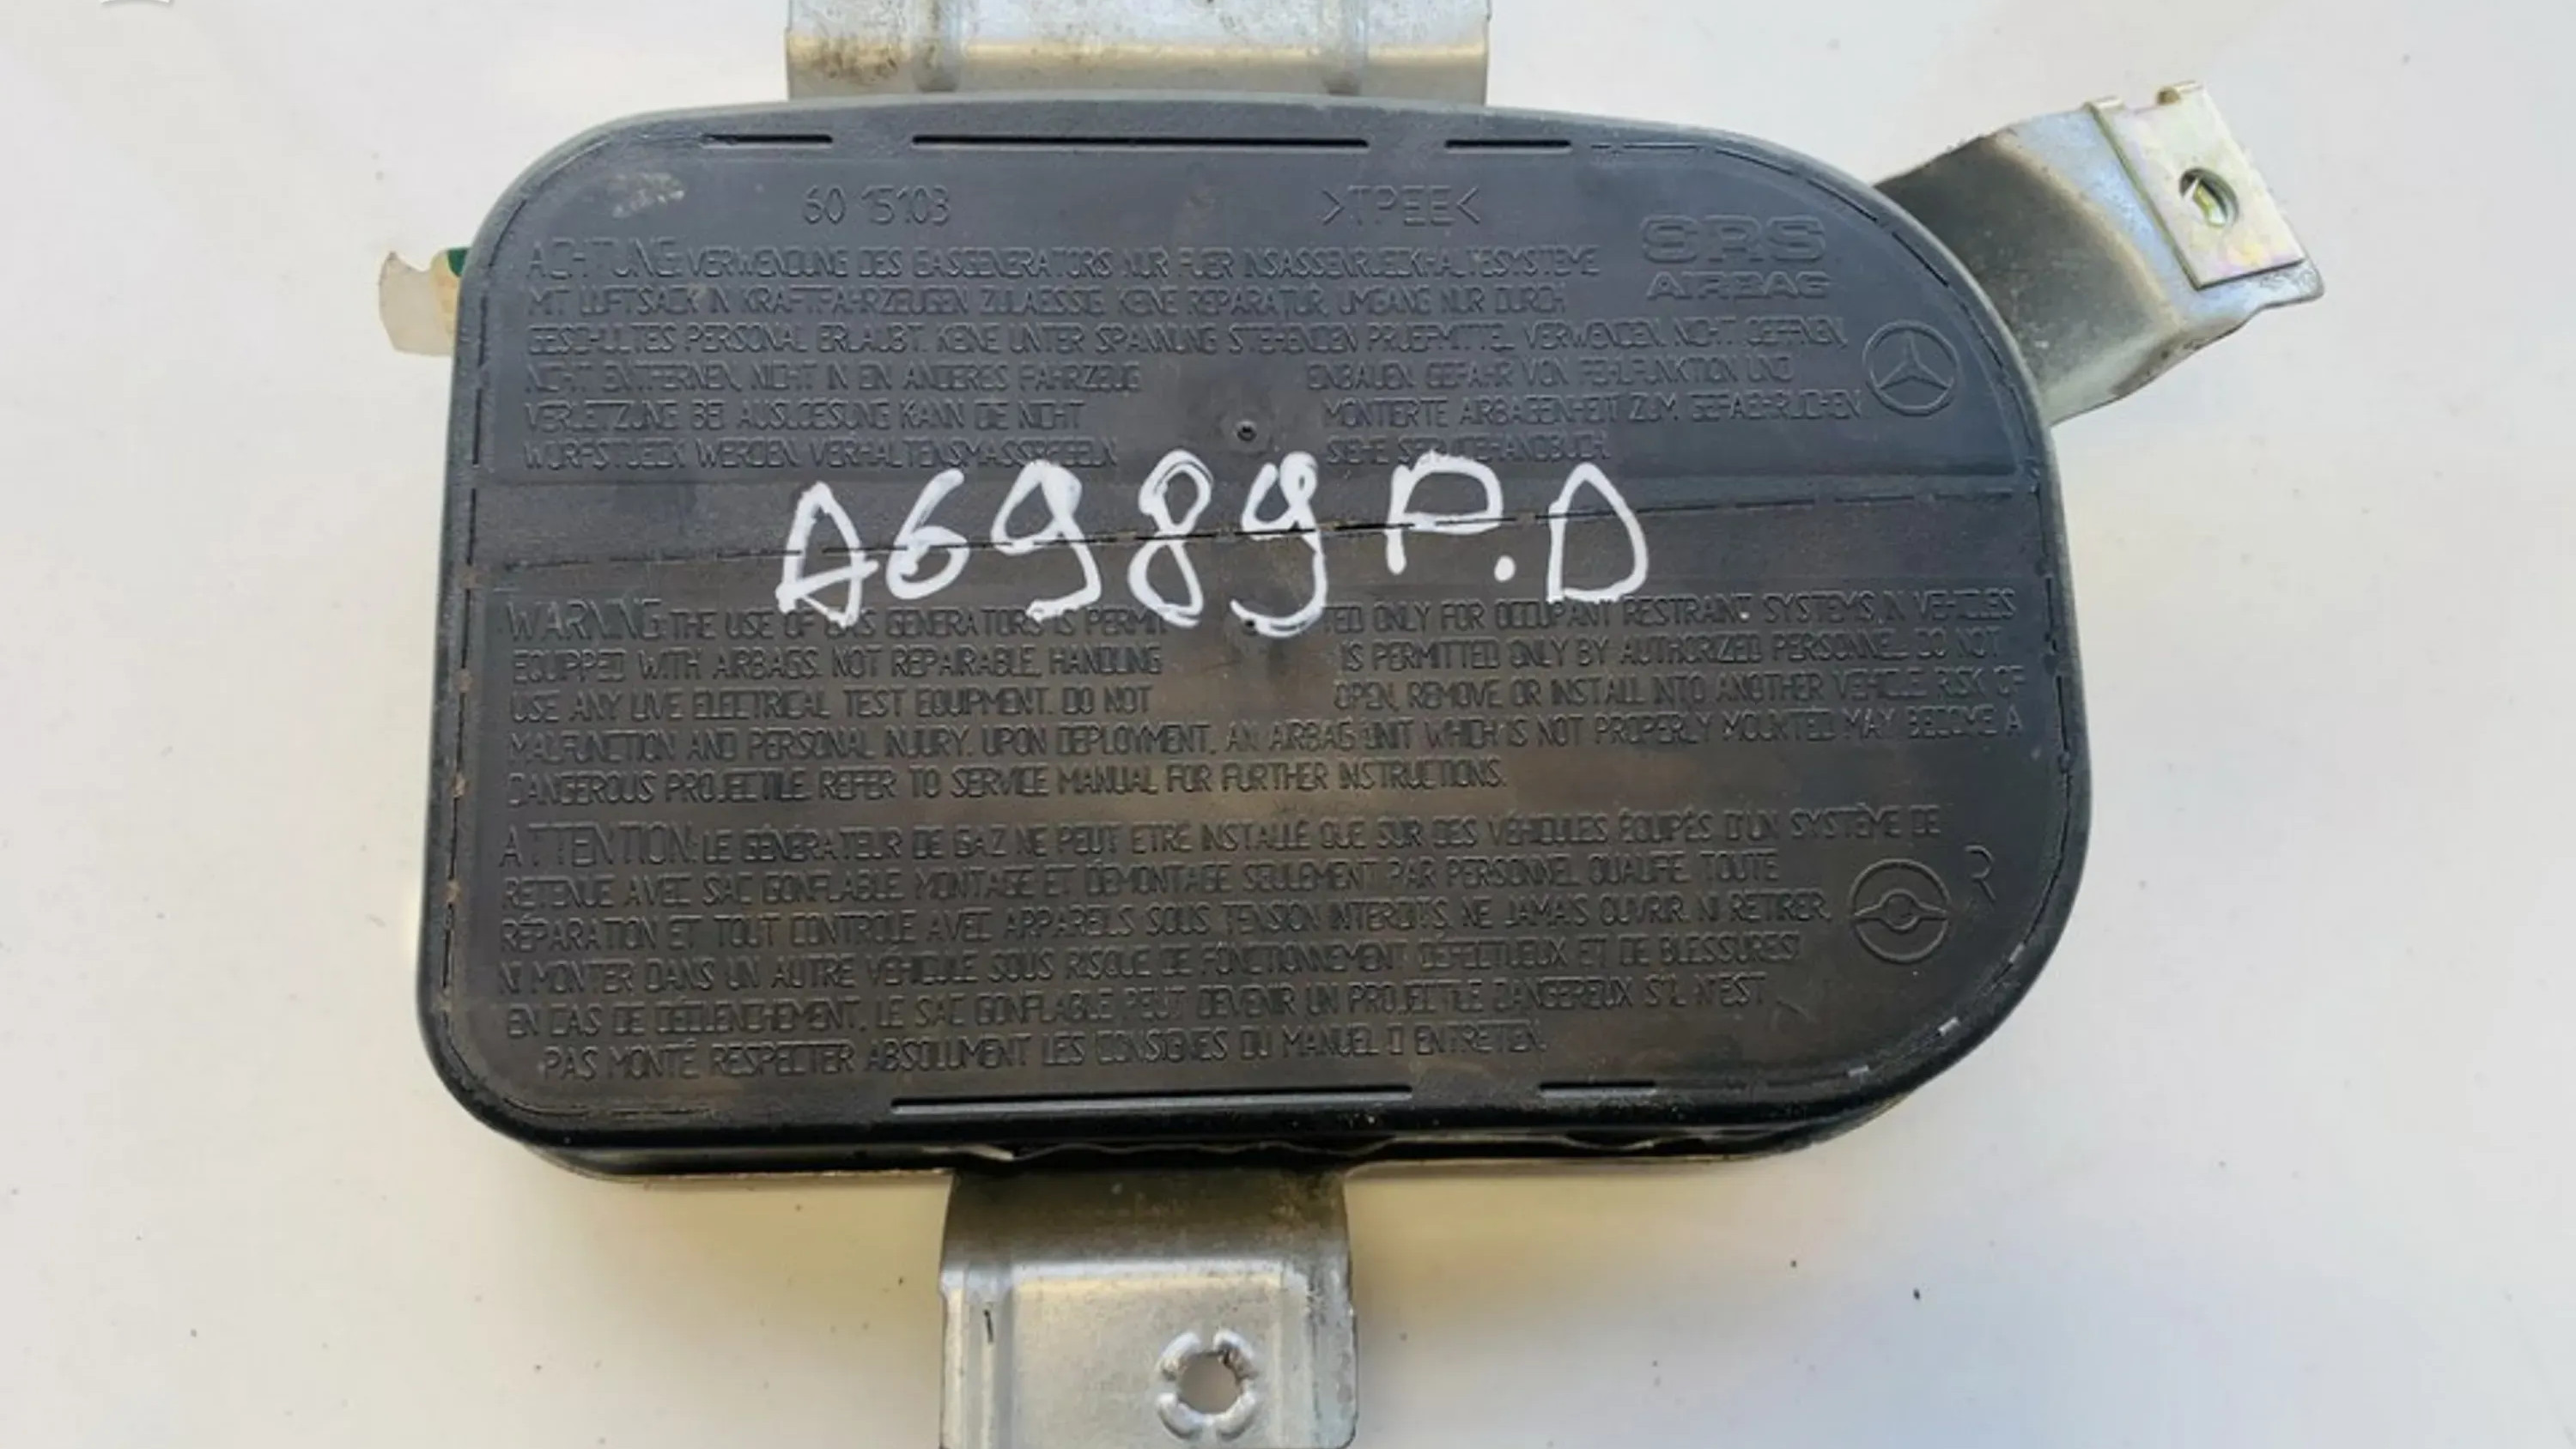 60 15103 >TPEE<
SRS
AIRBAG
ACHTUNG: VERWENDUNG DES GASGENERATORS NUR FUER INSASSENRUECKHALTESYSTEME
MIT LUFTSACK IN KRAFTFAHRZEUGEN ZULAESSIG. KEINE REPARATUR, UMGANG NUR DURCH
GESCHULTES PERSONAL ERLAUBT. KEINE UNTER SPANNUNG STEHENDEN PRUEFMITTEL VERWENDEN, NICHT OEFFNEN,
NICHT ENTFERNEN, NICHT IN EIN ANDERES FAHRZEUG EINBAUEN. GEFAHR VON FEHLFUNKTION UND
VERLETZUNG BEI AUSLOESUNG KANN DIE NICHT MONTIERTE AIRBAGEINHEIT ZUM GEFAEHRLICHEN
WURFSTUECK WERDEN. VERHALTENSMASSREGELN SIEHE SERVICEHANDBUCH.
A6989 P.D
WARNING: THE USE OF GAS GENERATORS IS PERMITTED ONLY FOR OCCUPANT RESTRAINT SYSTEMS IN VEHICLES
EQUIPPED WITH AIRBAGS. NOT REPAIRABLE. HANDLING IS PERMITTED ONLY BY AUTHORIZED PERSONNEL. DO NOT
USE ANY LIVE ELECTRICAL TEST EQUIPMENT. DO NOT OPEN, REMOVE, OR INSTALL INTO ANOTHER VEHICLE. RISK OF
MALFUNCTION AND PERSONAL INJURY. UPON DEPLOYMENT, AN AIRBAG UNIT WHICH IS NOT PROPERLY MOUNTED MAY BECOME A
DANGEROUS PROJECTILE. REFER TO SERVICE MANUAL FOR FURTHER INSTRUCTIONS.
ATTENTION: LE GÉNÉRATEUR DE GAZ NE PEUT ETRE INSTALLÉ QUE SUR DES VÉHICULES ÉQUIPÉS D'UN SYSTÈME DE
RETENUE AVEC SAC GONFLABLE. MONTAGE ET DÉMONTAGE SEULEMENT PAR PERSONNEL QUALIFIÉ. TOUTE
RÉPARATION ET TOUT CONTROLE AVEC APPAREILS SOUS TENSION INTERDITS. NE JAMAIS OUVRIR, NI RETIRER,
NI MONTER DANS UN AUTRE VÉHICULE SOUS RISQUE DE FONCTIONNEMENT DÉFECTUEUX ET DE BLESSURES!
EN CAS DE DÉCLENCHEMENT, LE SAC GONFLABLE PEUT DEVENIR UN PROJECTILE DANGEREUX S'IL N'EST
PAS MONTÉ. RESPECTER ABSOLUMENT LES CONSIGNES DU MANUEL D'ENTRETIEN.
R